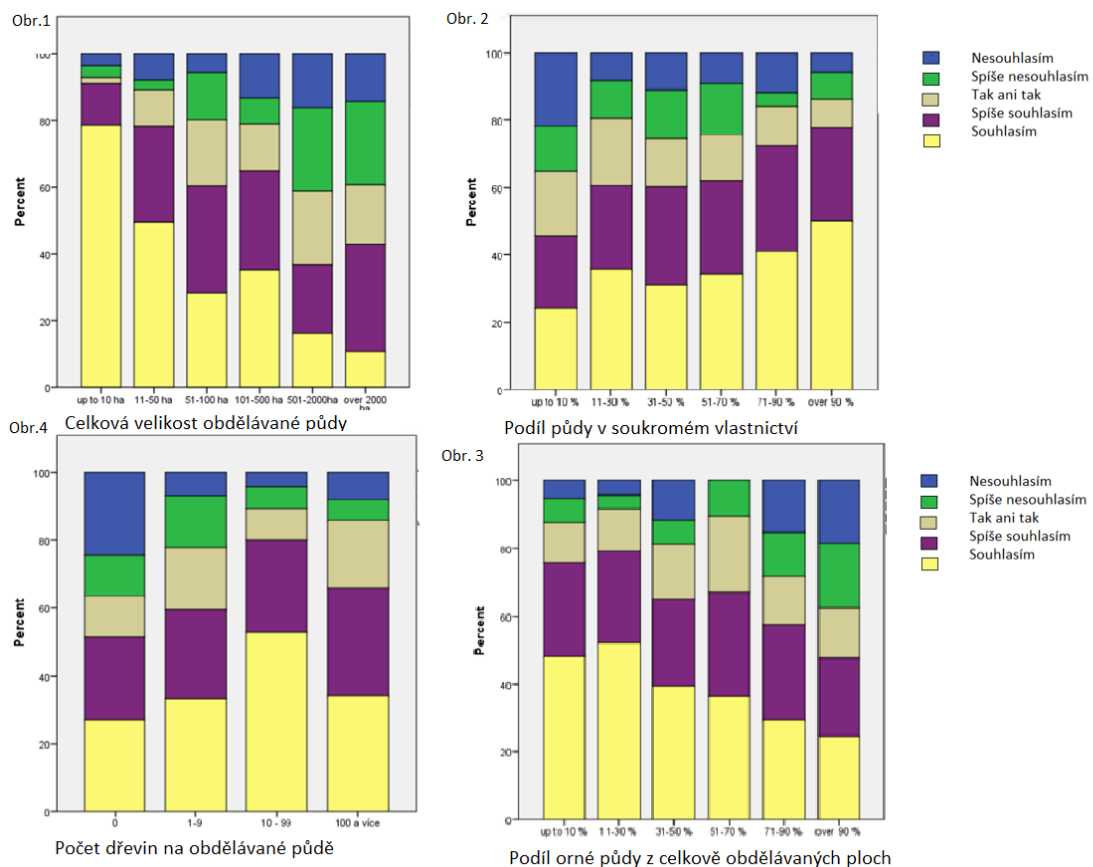 Obr.1
Percent
100
80
60
40
20
0
up to 10 ha 11-50 ha 51-100 ha 101-500 ha 501-2000ha over 2000 ha
Celková velikost obdělávané půdy
Obr. 2
Percent
100
80
60
40
20
0
up to 10 % 11-30 % 31-50 % 51-70 % 71-90 % over 90 %
Podíl půdy v soukromém vlastnictví
Nesouhlasím
Spíše nesouhlasím
Tak ani tak
Spíše souhlasím
Souhlasím
Obr.4
Percent
100
80
60
40
20
0
0 1-9 10 - 99 100 a více
Počet dřevin na obdělávané půdě
Obr. 3
Percent
100
80
60
40
20
0
up to 10 % 11-30 % 31-50 % 51-70 % 71-90 % over 90 %
Podíl orné půdy z celkově obdělávaných ploch
Nesouhlasím
Spíše nesouhlasím
Tak ani tak
Spíše souhlasím
Souhlasím